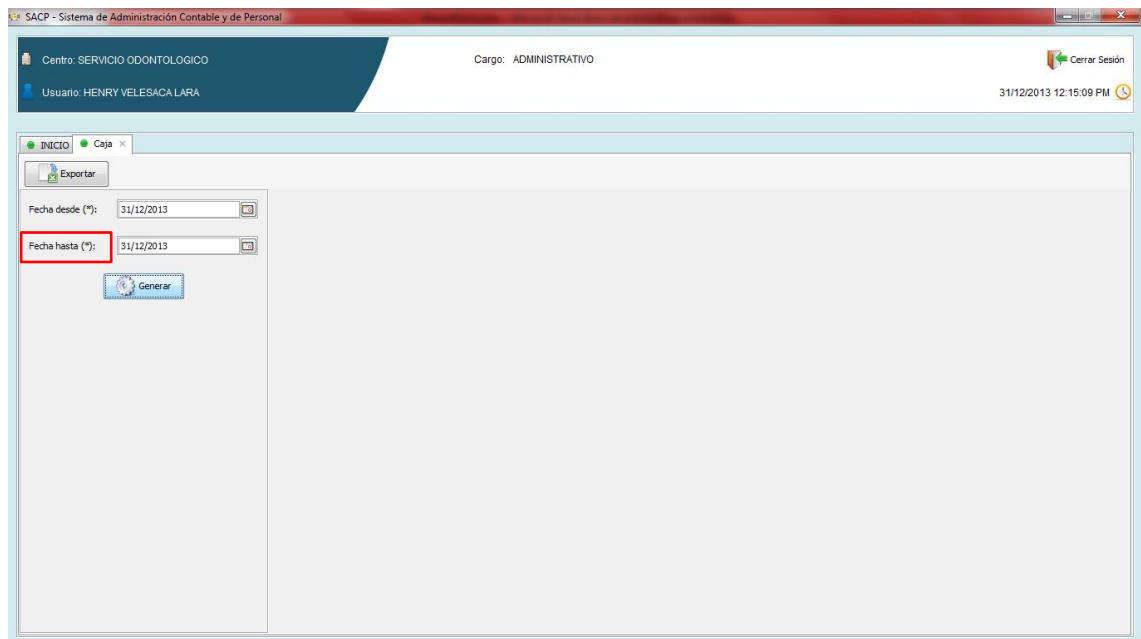 SACP - Sistema de Administración Contable y de Personal
Centro: SERVICIO ODONTOLOGICO
Cargo: ADMINISTRATIVO
Cerrar Sesión
Usuario: HENRY VELESACA LARA
31/12/2013 12:15:09 PM
INICIO
Caja
Exportar
Fecha desde (*): 31/12/2013
Fecha hasta (*): 31/12/2013
Generar